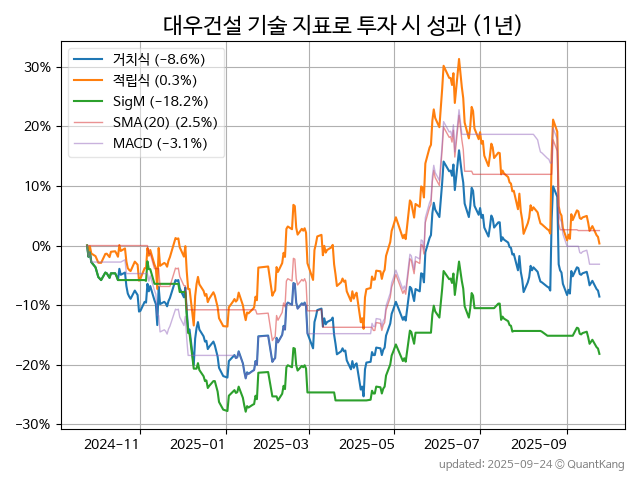 대우건설 기술 지표로 투자 시 성과 (1년)
거치식 (−8.6%)
적립식 (0.3%)
SigM (−18.2%)
SMA(20) (2.5%)
MACD (−3.1%)
30%
20%
10%
0%
−10%
−20%
−30%
2024-11
2025-01
2025-03
2025-05
2025-07
2025-09
updated: 2025-09-24 © QuantKang